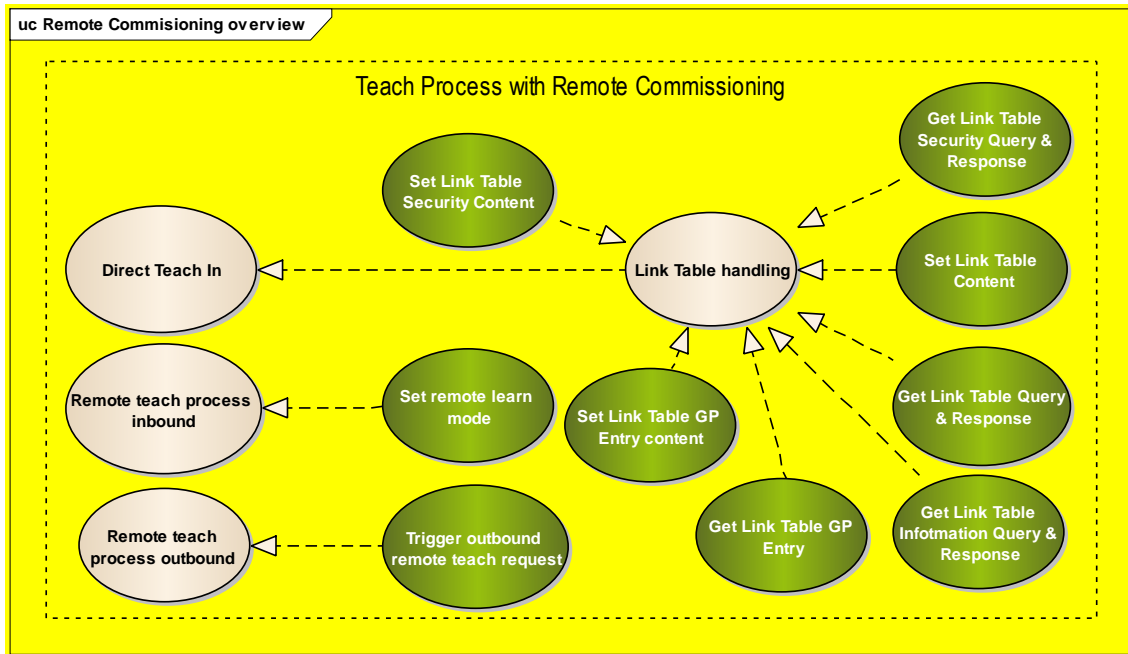 uc Remote Commisioning overview
Teach Process with Remote Commissioning
Get Link Table
Security Query &
Response
Set Link Table
Security Content
Direct Teach In
Link Table handling
Set Link Table
Content
Remote teach process
inbound
Set remote learn
mode
Set Link Table GP
Entry content
Get Link Table Query
& Response
Remote teach
process outbound
Trigger outbound
remote teach request
Get Link Table GP
Entry
Get Link Table
Infotmation Query &
Response